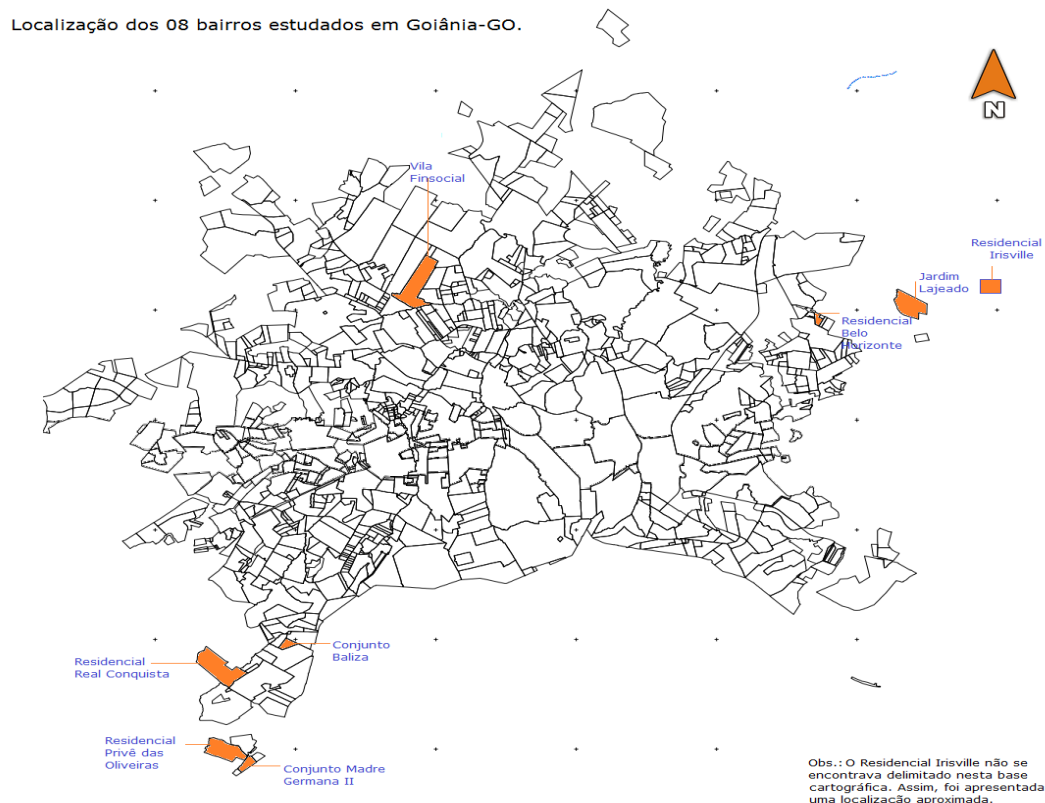 Localização dos 08 bairros estudados em Goiânia-GO.
N
Vila
Finsocial
Residencial
Irisville
Jardim
Lajeado
Residencial
Belo
Horizonte
Conjunto
Baliza
Residencial
Real Conquista
Residencial
Privê das
Oliveiras
Conjunto Madre
Germana II
Obs.: O Residencial Irisville não se
encontrava delimitado nesta base
cartográfica. Assim, foi apresentada
uma localização aproximada.